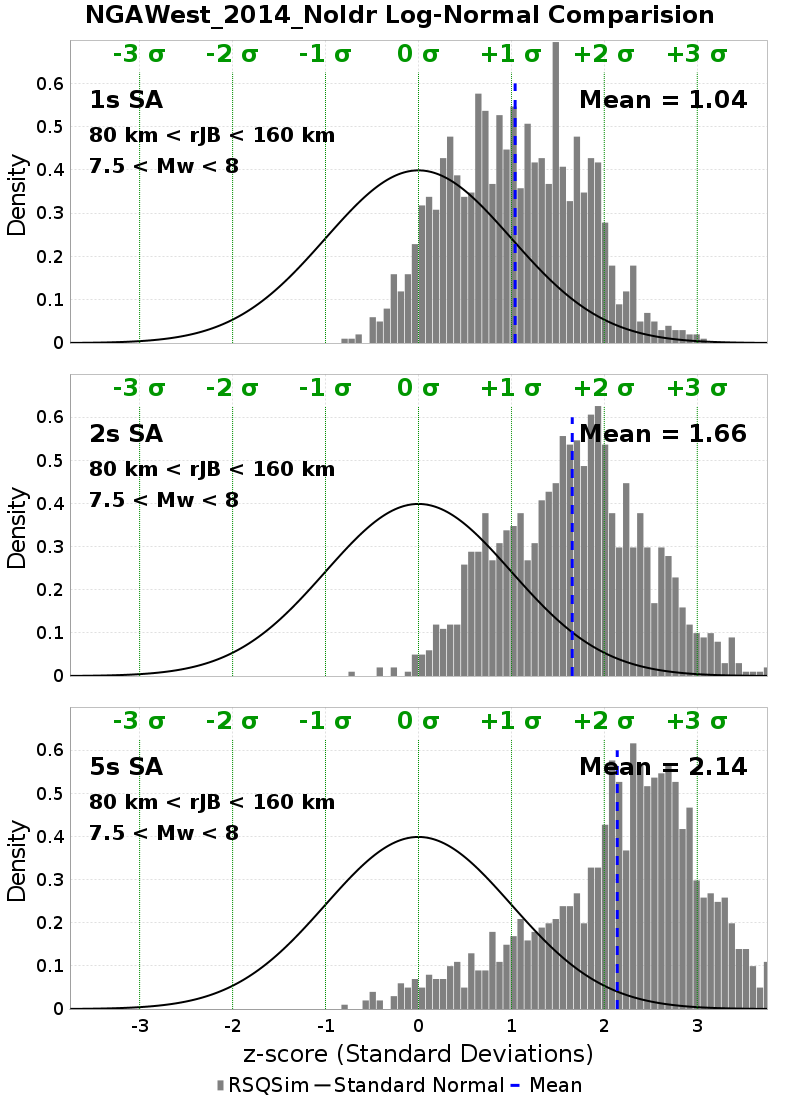 NGAWest_2014_NoIdr Log-Normal Comparision
-3 σ -2 σ -1 σ 0 σ +1 σ +2 σ +3 σ
1s SA
Mean = 1.04
80 km < rJB < 160 km
7.5 < Mw < 8
Density
0.6
0.5
0.4
0.3
0.2
0.1
0
-3 σ -2 σ -1 σ 0 σ +1 σ +2 σ +3 σ
2s SA
Mean = 1.66
80 km < rJB < 160 km
7.5 < Mw < 8
Density
0.6
0.5
0.4
0.3
0.2
0.1
0
-3 σ -2 σ -1 σ 0 σ +1 σ +2 σ +3 σ
5s SA
Mean = 2.14
80 km < rJB < 160 km
7.5 < Mw < 8
Density
0.6
0.5
0.4
0.3
0.2
0.1
0
-3 -2 -1 0 1 2 3
z-score (Standard Deviations)
RSQSim Standard Normal Mean